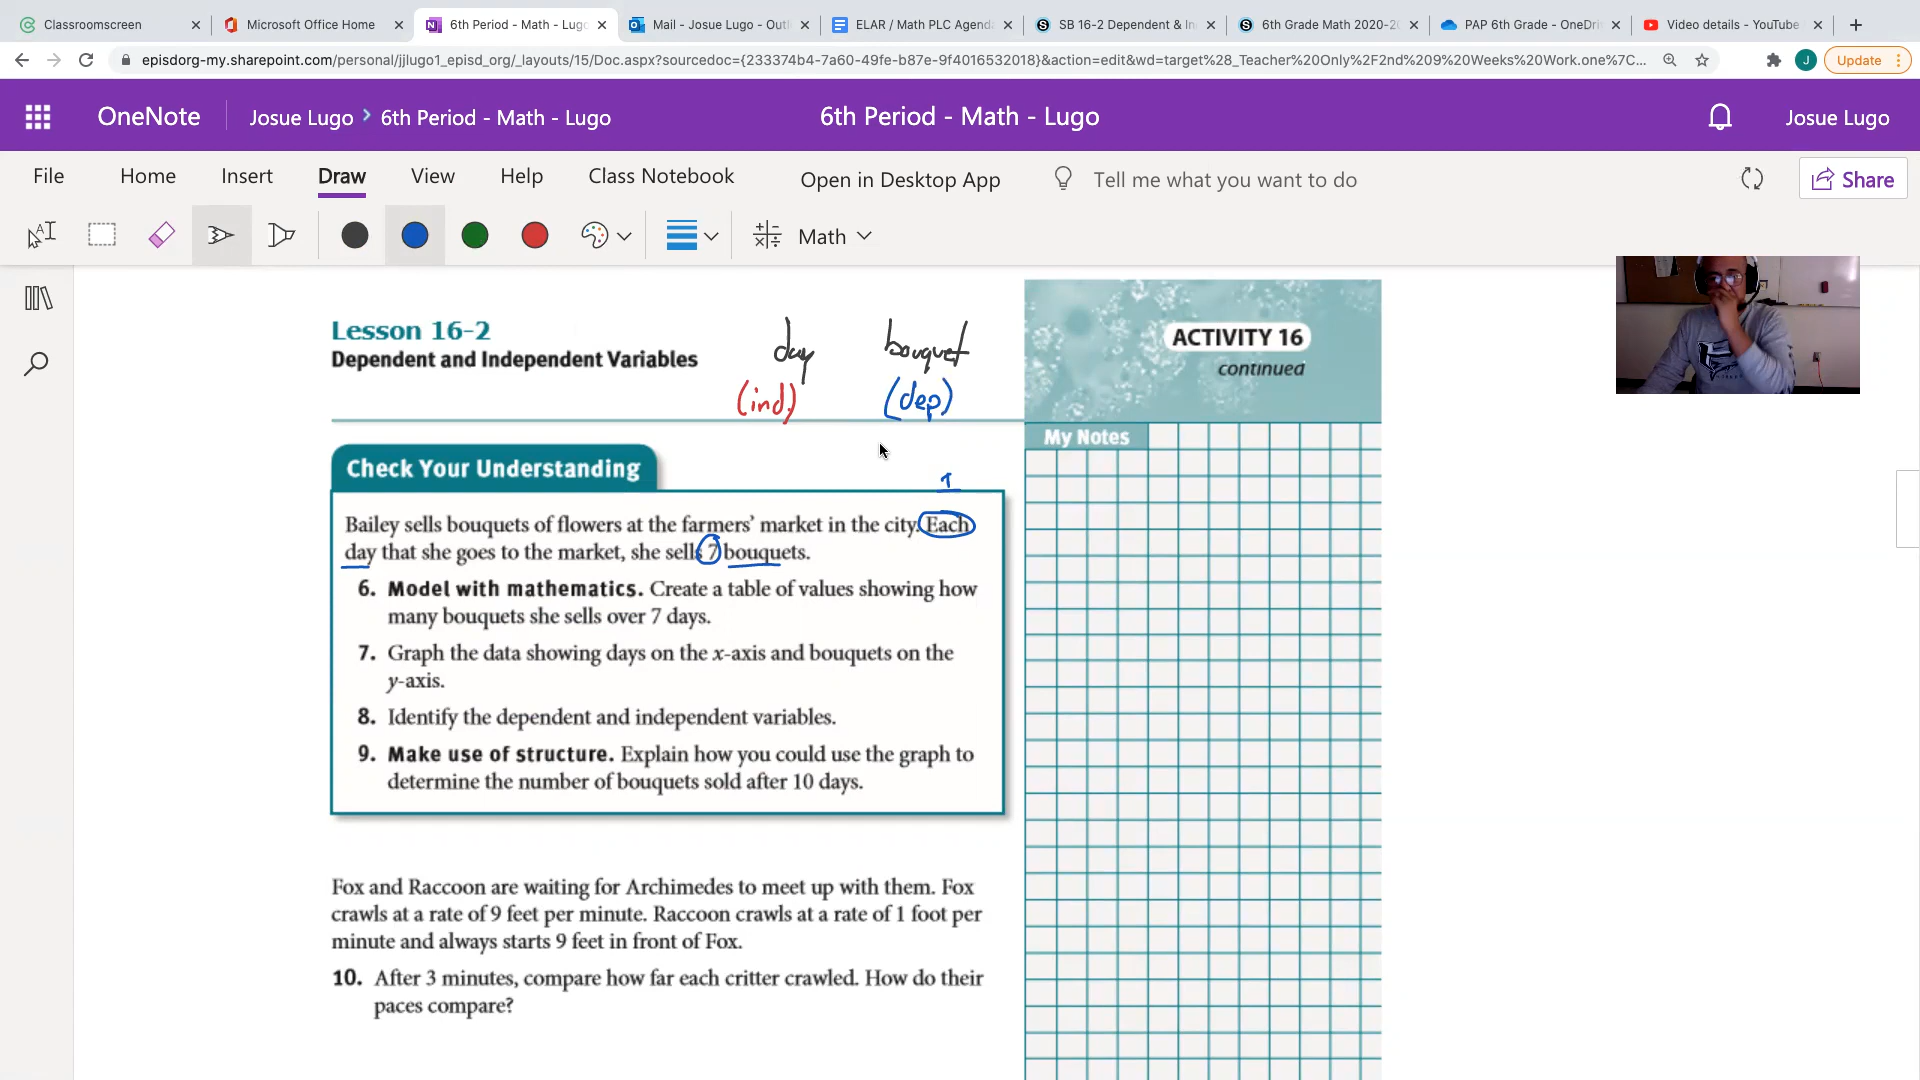 Classroomscreen
Microsoft Office Home
6th Period - Math - Lugo
Mail - Josue Lugo - Outl
ELAR / Math PLC Agenda
SB 16-2 Dependent & In
6th Grade Math 2020-2
PAP 6th Grade - OneDri
Video details - YouTube
episdorg-my.sharepoint.com/personal/jjlugo1_episd_org/_layouts/15/Doc.aspx?sourcedoc={233374b4-7a60-49fe-b87e-9f4016532018}&action=edit&wd=target%28_Teacher%20Only%2F2nd%209%20Weeks%20Work.one%7C...
J
Update
OneNote
Josue Lugo > 6th Period - Math - Lugo
6th Period - Math - Lugo
Josue Lugo
File Home Insert Draw View Help Class Notebook Open in Desktop App Tell me what you want to do
Share
Math
Lesson 16-2
Dependent and Independent Variables
day bouquet
(ind.) (dep)
ACTIVITY 16
continued
My Notes
Check Your Understanding
1
Bailey sells bouquets of flowers at the farmers’ market in the city. Each
day that she goes to the market, she sells 7 bouquets.
6. Model with mathematics. Create a table of values showing how
many bouquets she sells over 7 days.
7. Graph the data showing days on the x-axis and bouquets on the
y-axis.
8. Identify the dependent and independent variables.
9. Make use of structure. Explain how you could use the graph to
determine the number of bouquets sold after 10 days.
Fox and Raccoon are waiting for Archimedes to meet up with them. Fox
crawls at a rate of 9 feet per minute. Raccoon crawls at a rate of 1 foot per
minute and always starts 9 feet in front of Fox.
10. After 3 minutes, compare how far each critter crawled. How do their
paces compare?